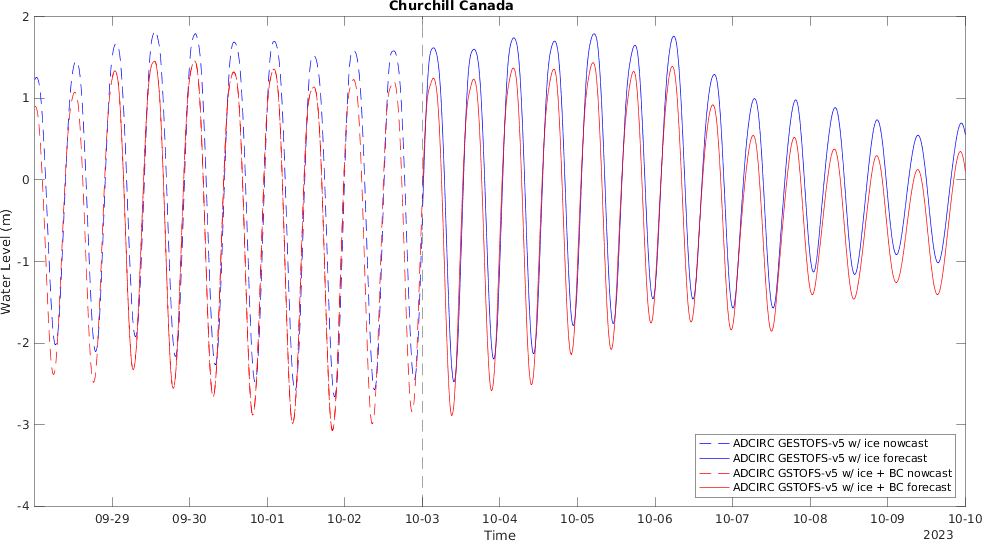 Churchill Canada
2
1
0
-1
-2
-3
-4
Water Level (m)
ADCIRC GESTOFS-v5 w/ ice nowcast
ADCIRC GESTOFS-v5 w/ ice forecast
ADCIRC GSTOFS-v5 w/ ice + BC nowcast
ADCIRC GSTOFS-v5 w/ ice + BC forecast
09-29 09-30 10-01 10-02 10-03 10-04 10-05 10-06 10-07 10-08 10-09 10-10
Time
2023